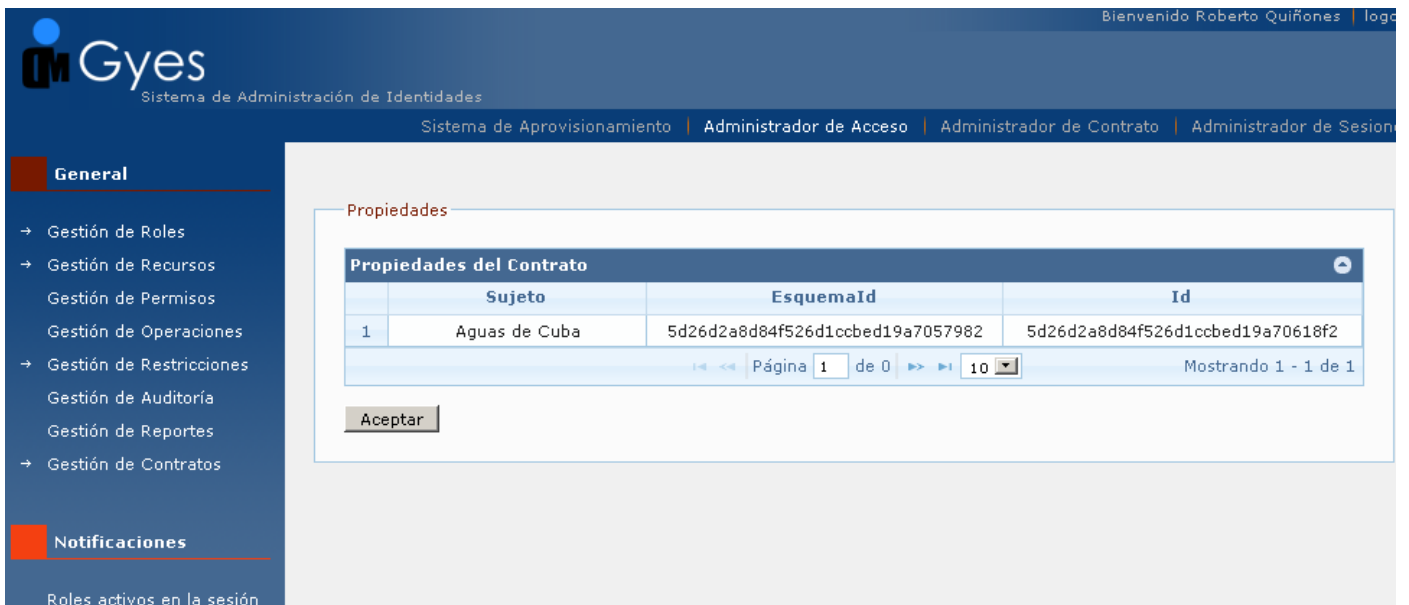 Bienvenido Roberto Quiñones |
Gyes
Sistema de Administración de Identidades
Sistema de Aprovisionamiento | Administrador de Acceso | Administrador de Contrato | Administrador de
General
Propiedades
→ Gestión de Roles
→ Gestión de Recursos
Gestión de Permisos
Gestión de Operaciones
→ Gestión de Restricciones
Gestión de Auditoría
Gestión de Reportes
→ Gestión de Contratos
Propiedades del Contrato
Sujeto EsquemaId Id
1 Aguas de Cuba 5d26d2a8d84f526d1ccbed19a7057982 5d26d2a8d84f526d1ccbed19a70618f2
Página 1 de 0 10 Mostrando 1 - 1 de 1
Aceptar
Notificaciones
Roles activos en la sesión